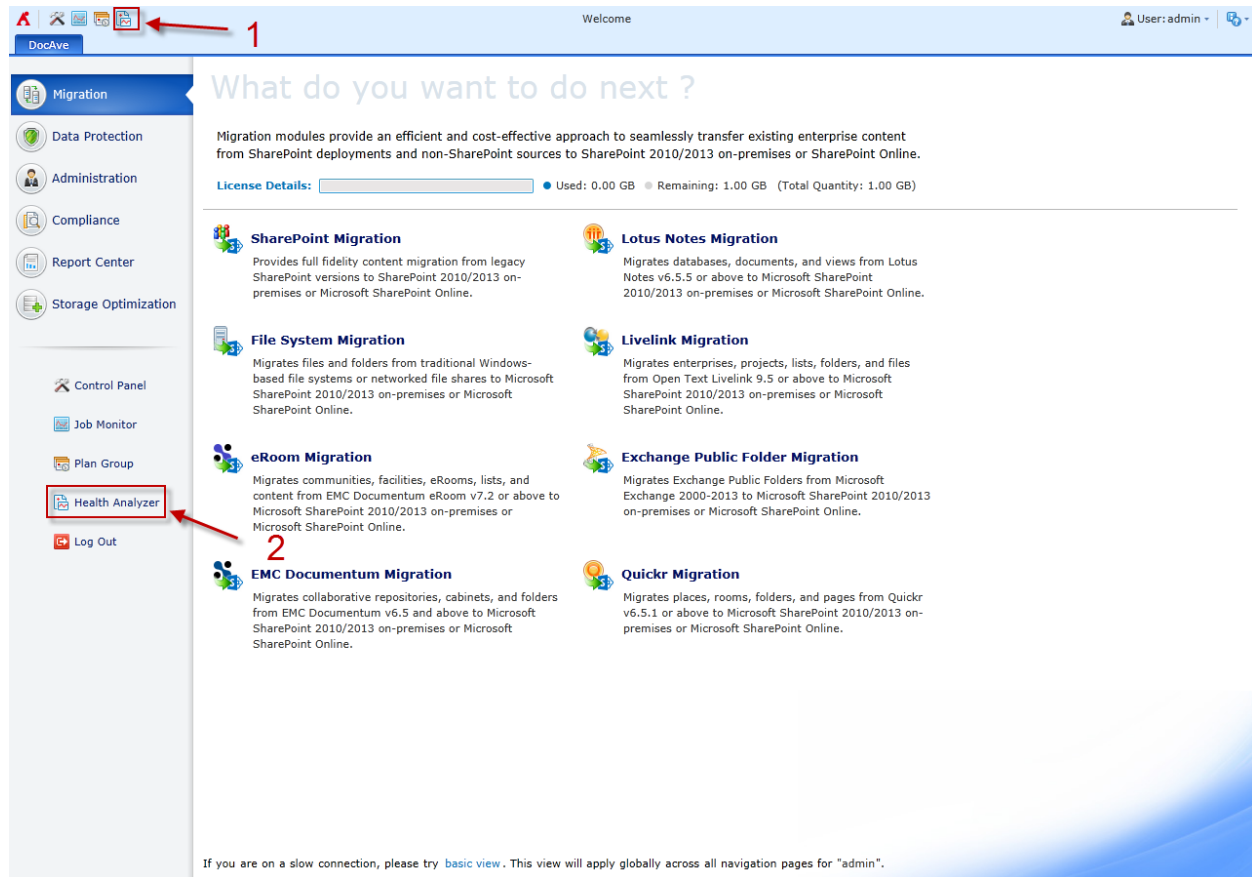 Welcome
User: admin
1
DocAve
Migration
Data Protection
Administration
Compliance
Report Center
Storage Optimization
Control Panel
Job Monitor
Plan Group
Health Analyzer
Log Out
2
What do you want to do next ?
Migration modules provide an efficient and cost-effective approach to seamlessly transfer existing enterprise content
from SharePoint deployments and non-SharePoint sources to SharePoint 2010/2013 on-premises or SharePoint Online.
License Details: Used: 0.00 GB Remaining: 1.00 GB (Total Quantity: 1.00 GB)
SharePoint Migration
Provides full fidelity content migration from legacy
SharePoint versions to SharePoint 2010/2013 on-
premises or Microsoft SharePoint Online.
Lotus Notes Migration
Migrates databases, documents, and views from Lotus
Notes v6.5.5 or above to Microsoft SharePoint
2010/2013 on-premises or Microsoft SharePoint Online.
File System Migration
Migrates files and folders from traditional Windows-
based file systems or networked file shares to Microsoft
SharePoint 2010/2013 on-premises or Microsoft
SharePoint Online.
Livelink Migration
Migrates enterprises, projects, lists, folders, and files
from Open Text Livelink 9.5 or above to Microsoft
SharePoint 2010/2013 on-premises or Microsoft
SharePoint Online.
eRoom Migration
Migrates communities, facilities, eRooms, lists, and
content from EMC Documentum eRoom v7.2 or above to
Microsoft SharePoint 2010/2013 on-premises or
Microsoft SharePoint Online.
Exchange Public Folder Migration
Migrates Exchange Public Folders from Microsoft
Exchange 2000-2013 to Microsoft SharePoint 2010/2013
on-premises or Microsoft SharePoint Online.
EMC Documentum Migration
Migrates collaborative repositories, cabinets, and folders
from EMC Documentum v6.5 and above to Microsoft
SharePoint 2010/2013 on-premises or Microsoft
SharePoint Online.
Quickr Migration
Migrates places, rooms, folders, and pages from Quickr
v6.5.1 or above to Microsoft SharePoint 2010/2013 on-
premises or Microsoft SharePoint Online.
If you are on a slow connection, please try basic view. This view will apply globally across all navigation pages for "admin".